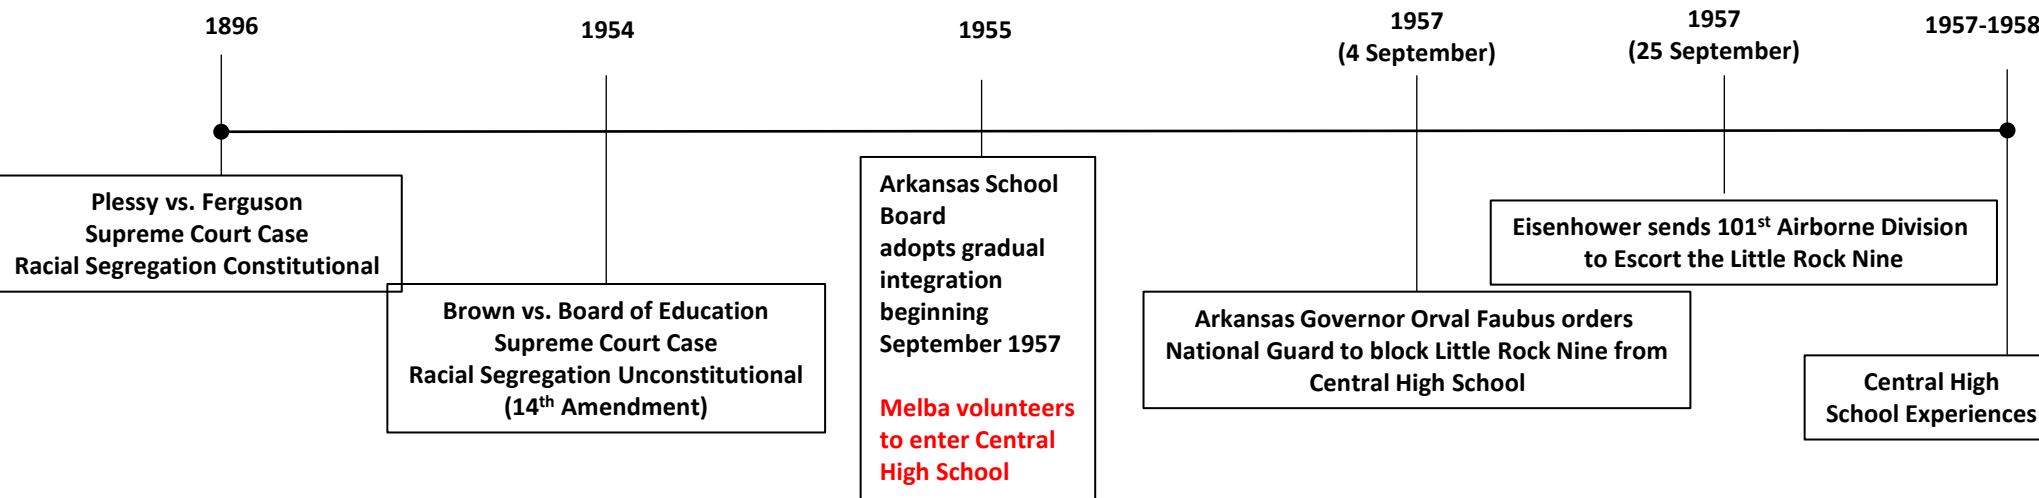 1896
Plessy vs. Ferguson
Supreme Court Case
Racial Segregation Constitutional
1954
Brown vs. Board of Education
Supreme Court Case
Racial Segregation Unconstitutional
(14th Amendment)
1955
Arkansas School
Board
adopts gradual
integration
beginning
September 1957
Melba volunteers
to enter Central
High School
1957
(4 September)
Arkansas Governor Orval Faubus orders
National Guard to block Little Rock Nine from
Central High School
1957
(25 September)
Eisenhower sends 101st Airborne Division
to Escort the Little Rock Nine
1957-1958
Central High
School Experiences